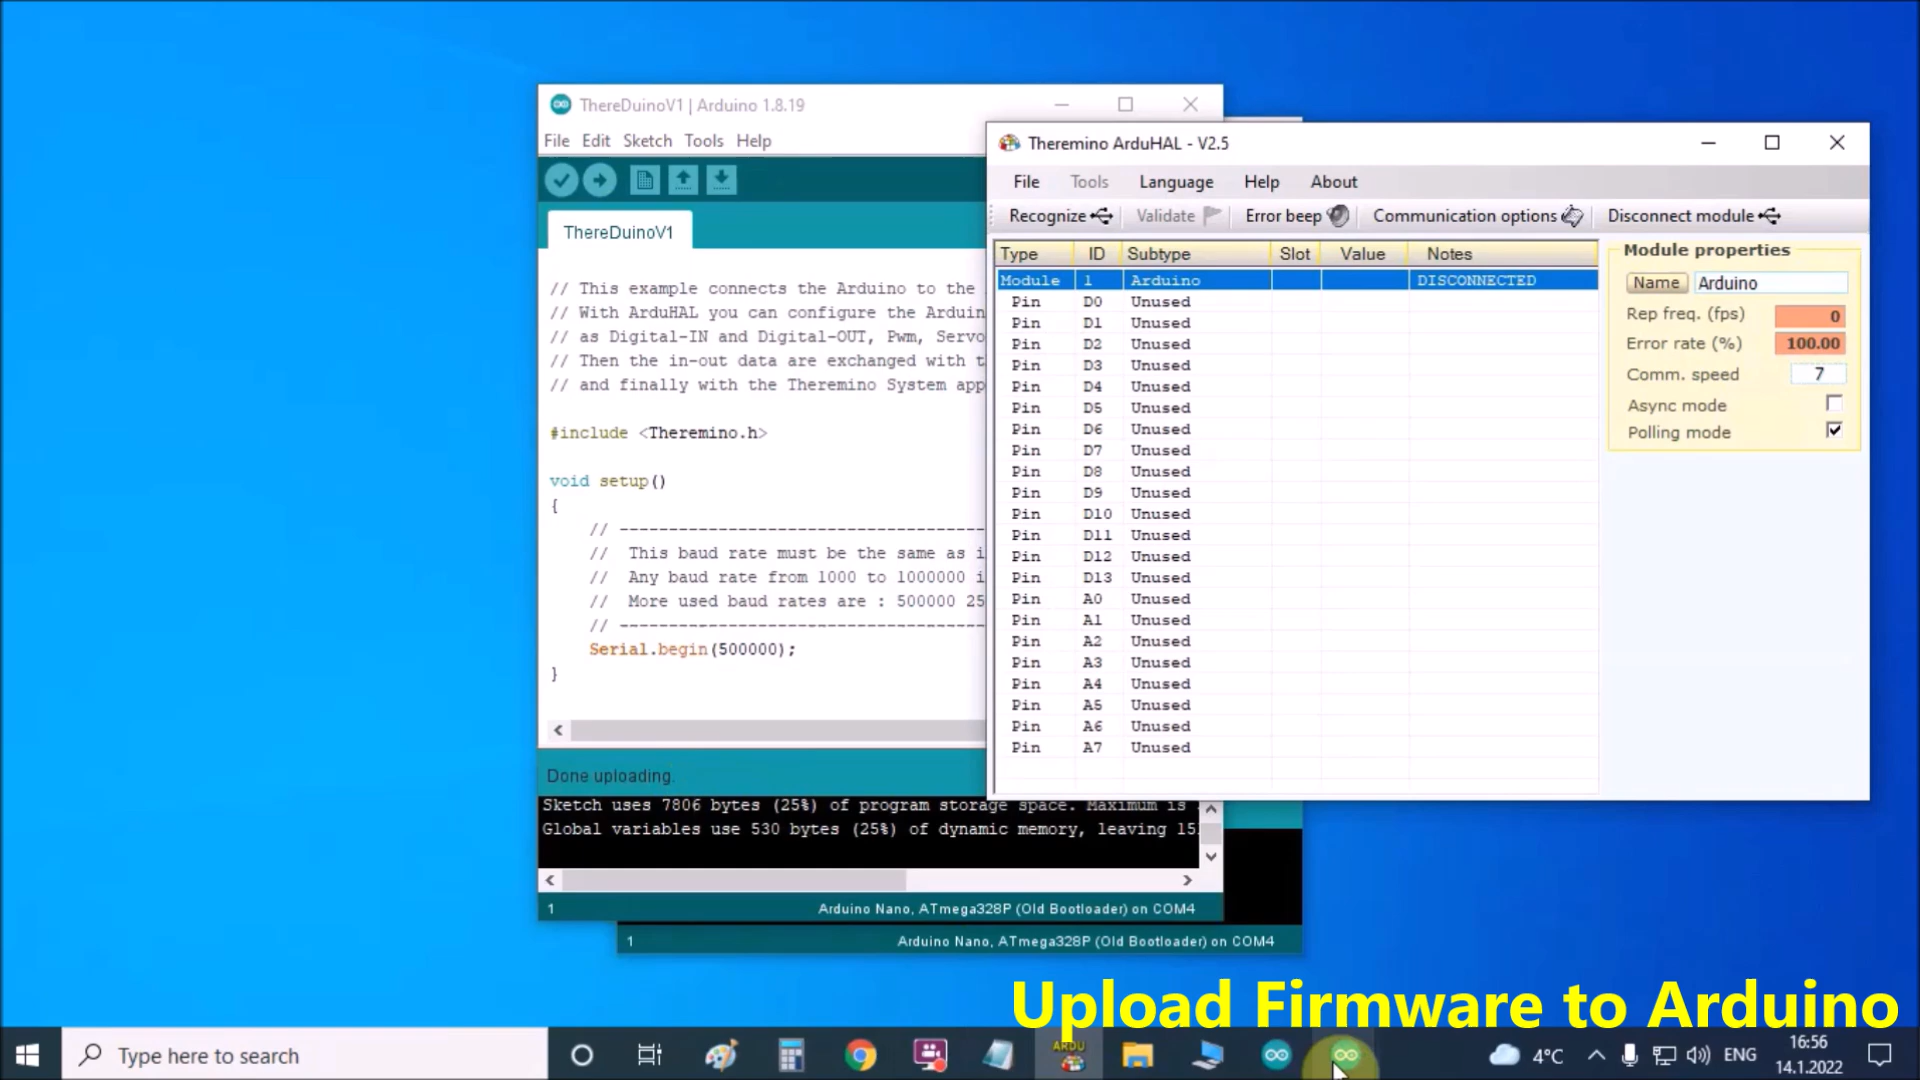 ThereDuinoV1 | Arduino 1.8.19
File Edit Sketch Tools Help
ThereDuinoV1
// This example connects the Arduino to the
// With ArduHAL you can configure the Arduin
// as Digital-IN and Digital-OUT, Pwm, Servo
// Then the in-out data are exchanged with t
// and finally with the Theremino System app
#include <Theremino.h>
void setup()
{
// -------------------------------------
// This baud rate must be the same as i
// Any baud rate from 1000 to 1000000 i
// More used baud rates are : 500000 25
// -------------------------------------
Serial.begin(500000);
}
Done uploading.
Sketch uses 7806 bytes (25%) of program storage space. Maximum is
Global variables use 530 bytes (25%) of dynamic memory, leaving 15
1 Arduino Nano, ATmega328P (Old Bootloader) on COM4
1 Arduino Nano, ATmega328P (Old Bootloader) on COM4
Theremino ArduHAL - V2.5
File Tools Language Help About
Recognize Validate Error beep Communication options Disconnect module
Type ID Subtype Slot Value Notes
Module 1 Arduino DISCONNECTED
Pin D0 Unused
Pin D1 Unused
Pin D2 Unused
Pin D3 Unused
Pin D4 Unused
Pin D5 Unused
Pin D6 Unused
Pin D7 Unused
Pin D8 Unused
Pin D9 Unused
Pin D10 Unused
Pin D11 Unused
Pin D12 Unused
Pin D13 Unused
Pin A0 Unused
Pin A1 Unused
Pin A2 Unused
Pin A3 Unused
Pin A4 Unused
Pin A5 Unused
Pin A6 Unused
Pin A7 Unused
Module properties
Name Arduino
Rep freq. (fps) 0
Error rate (%) 100.00
Comm. speed 7
Async mode
Polling mode
Upload Firmware to Arduino
Type here to search
ARDU
4°C
ENG
16:56
14.1.2022